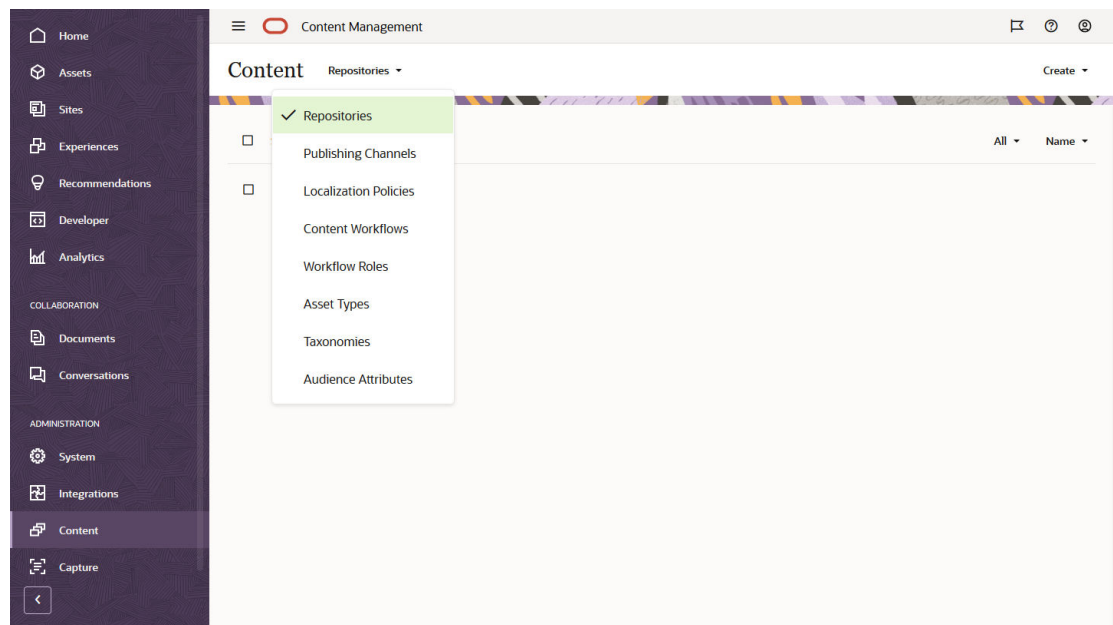 Home
Assets
Sites
Experiences
Recommendations
Developer
Analytics
COLLABORATION
Documents
Conversations
ADMINISTRATION
System
Integrations
Content
Capture
Content Management
Content Repositories
Create
Repositories
Publishing Channels
Localization Policies
Content Workflows
Workflow Roles
Asset Types
Taxonomies
Audience Attributes
All Name